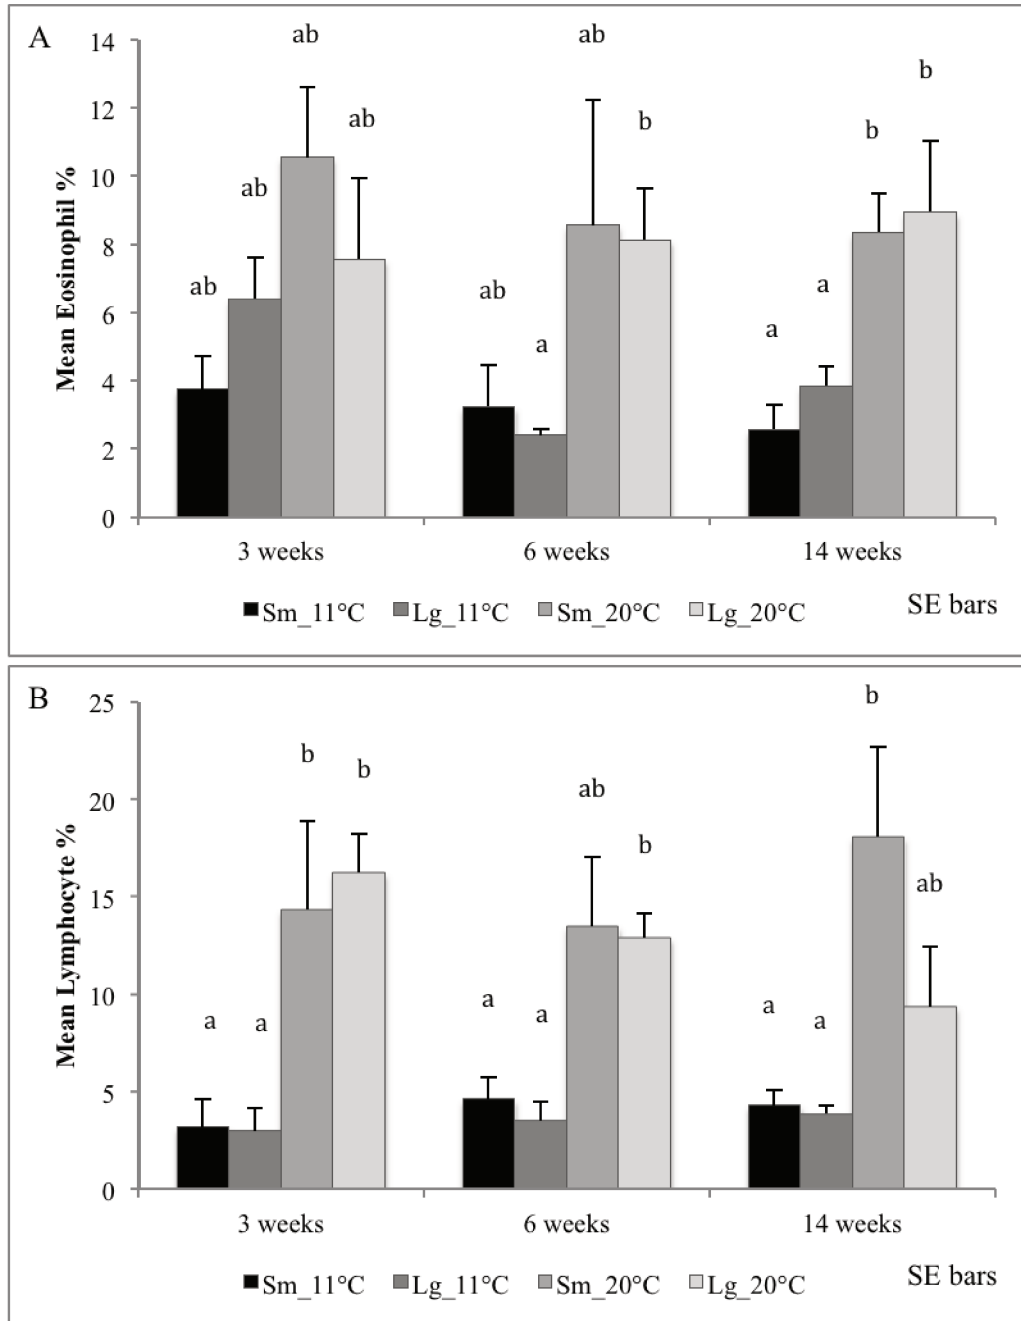 A
Mean Eosinophil %
14
12
10
8
6
4
2
0
ab ab ab ab
ab a ab b
a a b b
3 weeks 6 weeks 14 weeks
Sm_11°C Lg_11°C Sm_20°C Lg_20°C
SE bars
B
Mean Lymphocyte %
25
20
15
10
5
0
a a b b
a a ab b
a a b ab
3 weeks 6 weeks 14 weeks
Sm_11°C Lg_11°C Sm_20°C Lg_20°C
SE bars